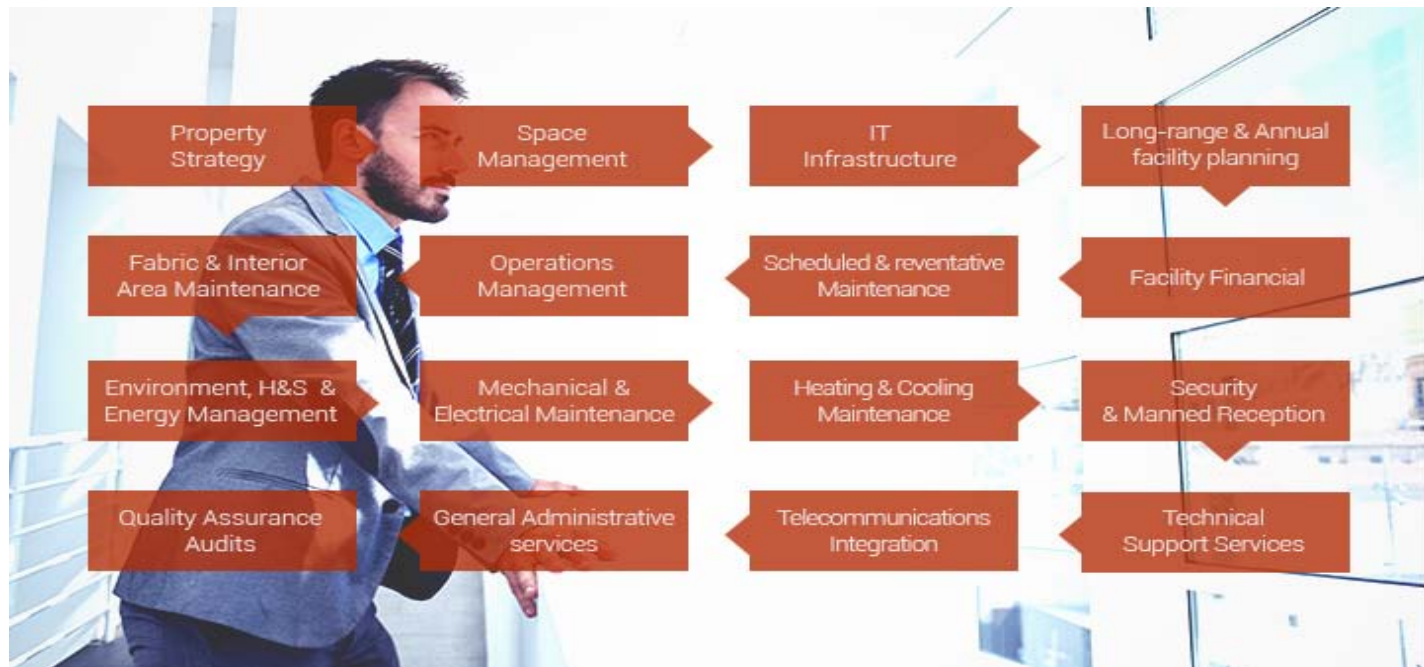 Property
Strategy
Space
Management
IT
Infrastructure
Long-range & Annual
facility planning
Fabric & Interior
Area Maintenance
Operations
Management
Scheduled & reventative
Maintenance
Facility Financial
Environment, H&S &
Energy Management
Mechanical &
Electrical Maintenance
Heating & Cooling
Maintenance
Security
& Manned Reception
Quality Assurance
Audits
General Administrative
services
Telecommunications
Integration
Technical
Support Services